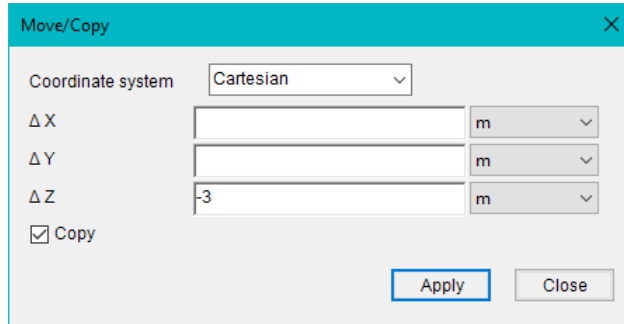 Move/Copy
Coordinate system Cartesian
Δ X m
Δ Y m
Δ Z -3 m
Copy
Apply Close